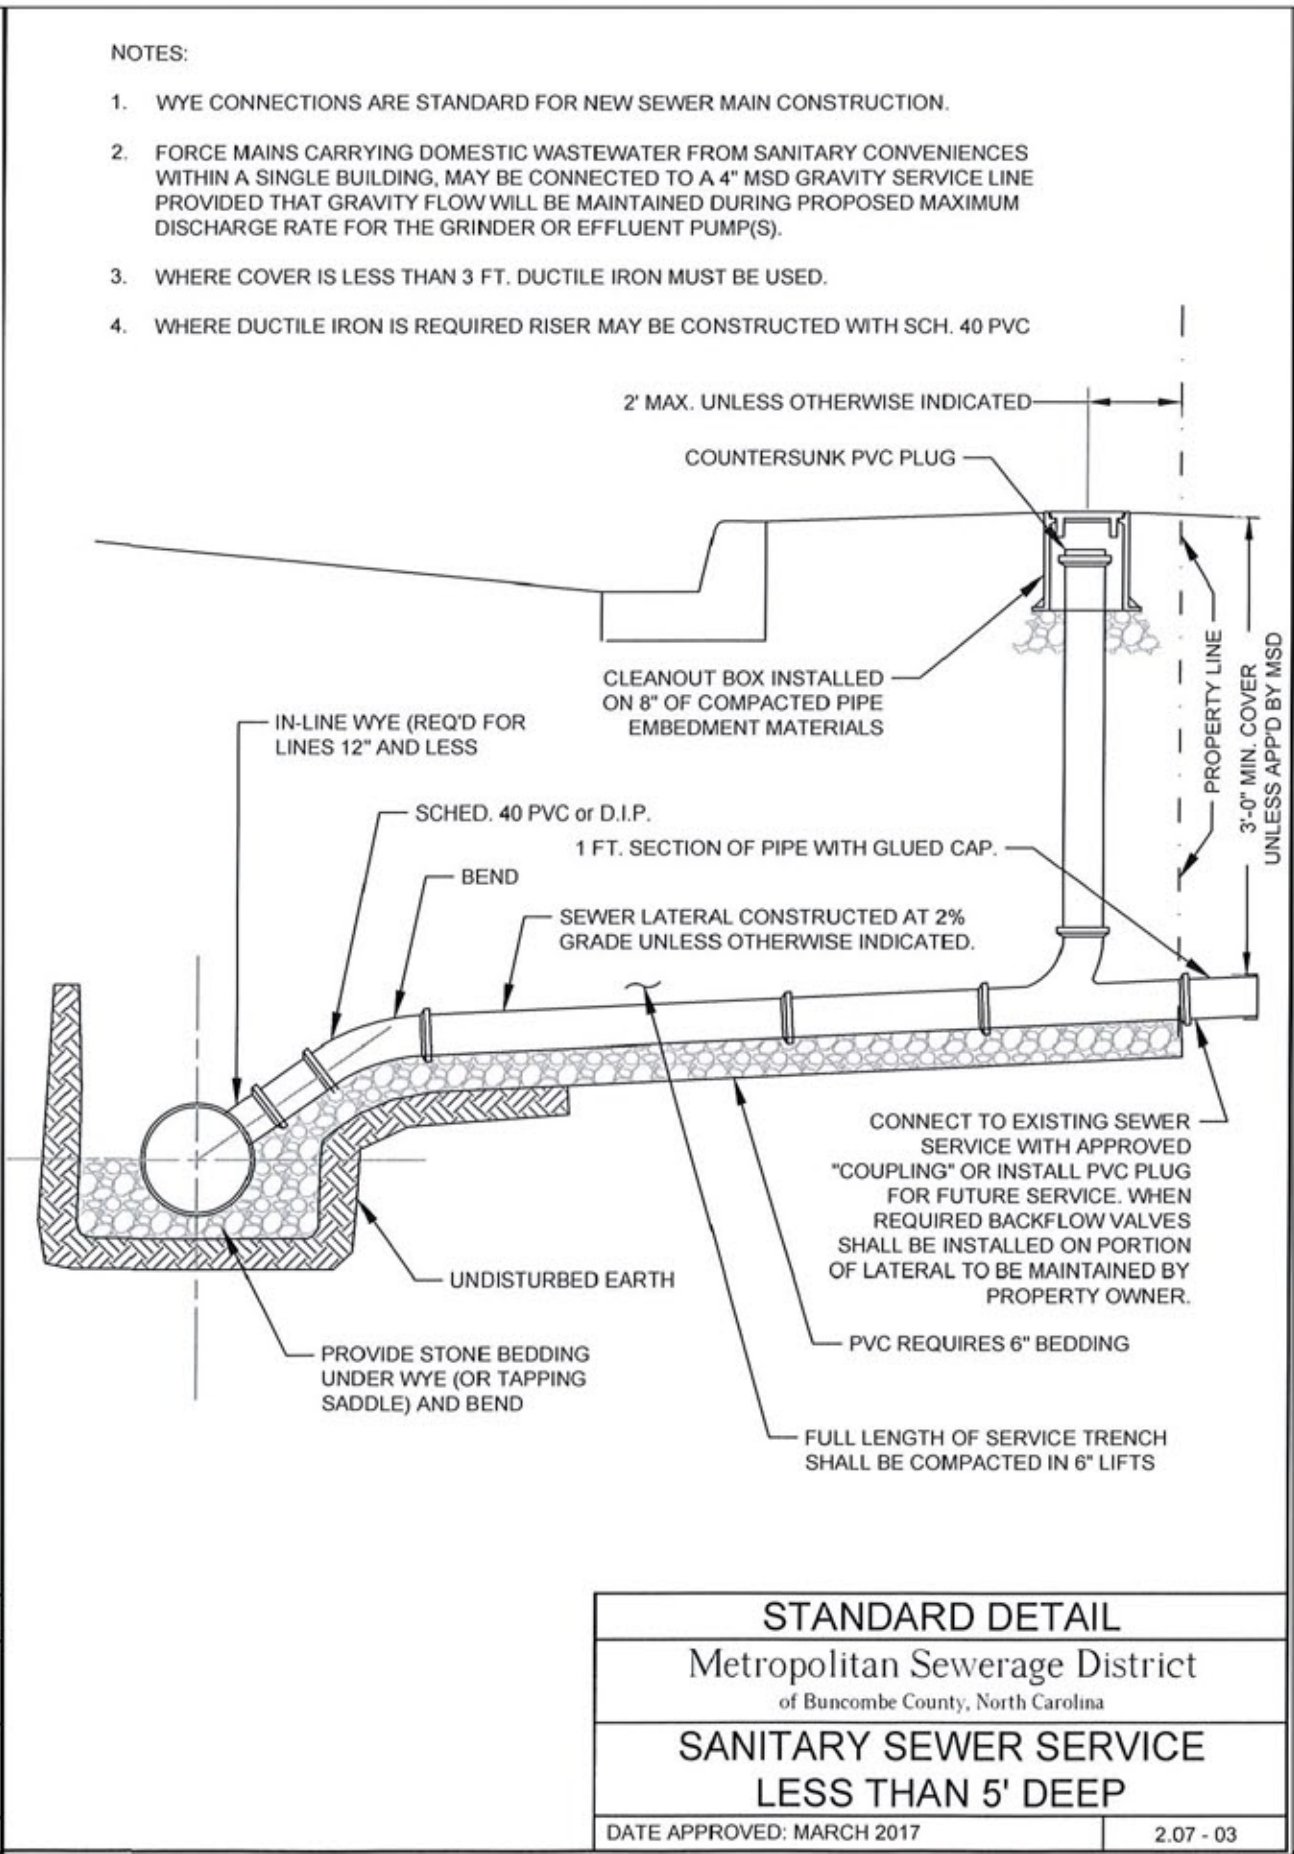 NOTES:
1. WYE CONNECTIONS ARE STANDARD FOR NEW SEWER MAIN CONSTRUCTION.
2. FORCE MAINS CARRYING DOMESTIC WASTEWATER FROM SANITARY CONVENIENCES
WITHIN A SINGLE BUILDING, MAY BE CONNECTED TO A 4" MSD GRAVITY SERVICE LINE
PROVIDED THAT GRAVITY FLOW WILL BE MAINTAINED DURING PROPOSED MAXIMUM
DISCHARGE RATE FOR THE GRINDER OR EFFLUENT PUMP(S).
3. WHERE COVER IS LESS THAN 3 FT. DUCTILE IRON MUST BE USED.
4. WHERE DUCTILE IRON IS REQUIRED RISER MAY BE CONSTRUCTED WITH SCH. 40 PVC
2' MAX. UNLESS OTHERWISE INDICATED
COUNTERSUNK PVC PLUG
CLEANOUT BOX INSTALLED
ON 8" OF COMPACTED PIPE
EMBEDMENT MATERIALS
PROPERTY LINE
3'-0" MIN. COVER
UNLESS APP'D BY MSD
IN-LINE WYE (REQ'D FOR
LINES 12" AND LESS
SCHED. 40 PVC or D.I.P.
1 FT. SECTION OF PIPE WITH GLUED CAP.
BEND
SEWER LATERAL CONSTRUCTED AT 2%
GRADE UNLESS OTHERWISE INDICATED.
CONNECT TO EXISTING SEWER
SERVICE WITH APPROVED
"COUPLING" OR INSTALL PVC PLUG
FOR FUTURE SERVICE. WHEN
REQUIRED BACKFLOW VALVES
SHALL BE INSTALLED ON PORTION
OF LATERAL TO BE MAINTAINED BY
PROPERTY OWNER.
UNDISTURBED EARTH
PVC REQUIRES 6" BEDDING
PROVIDE STONE BEDDING
UNDER WYE (OR TAPPING
SADDLE) AND BEND
FULL LENGTH OF SERVICE TRENCH
SHALL BE COMPACTED IN 6" LIFTS
STANDARD DETAIL
Metropolitan Sewerage District
of Buncombe County, North Carolina
SANITARY SEWER SERVICE
LESS THAN 5' DEEP
DATE APPROVED: MARCH 2017
2.07 - 03